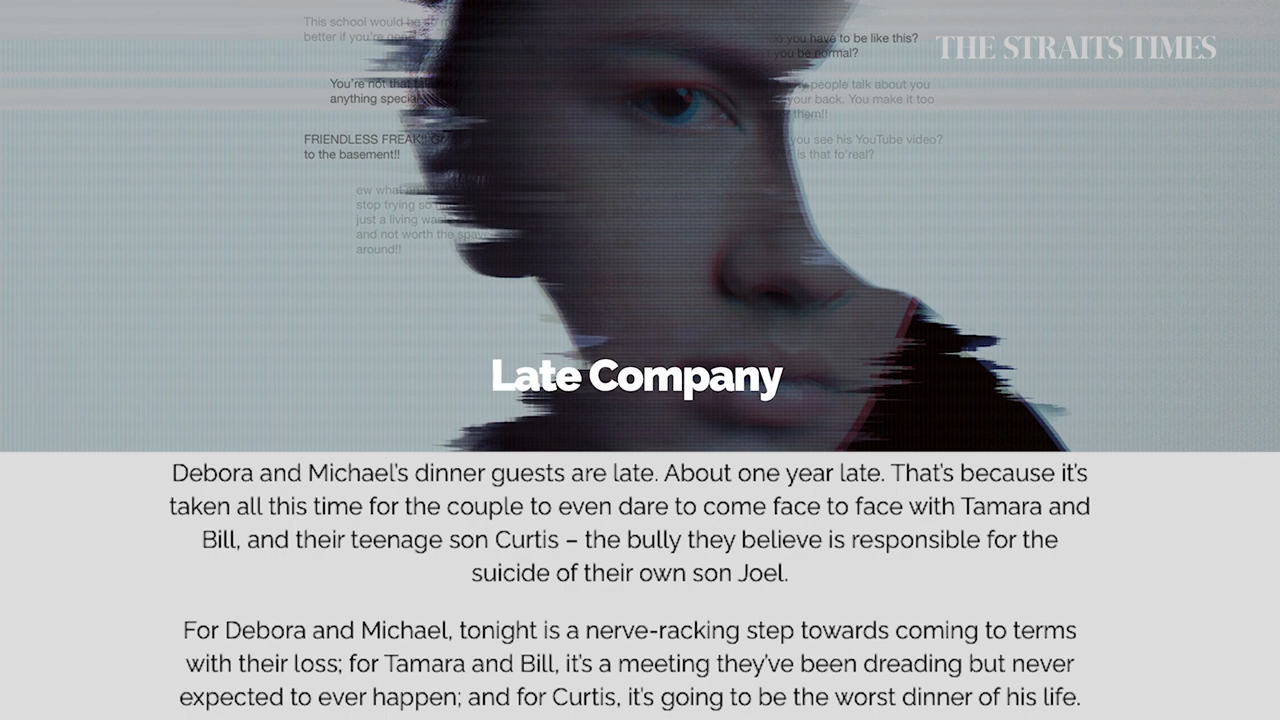 This school would be so m
better if you're gone
You're not that ta
anything special
FRIENDLESS FREAK!! G
to the basement!!
ew what a
stop trying so
just a living was
and not worth the spav
around!!
you have to be like this?
you be normal?
people talk about you
your back. You make it too
them!!
you see his YouTube video?
is that fo'real?
THE STRAITS TIMES
Late Company
Debora and Michael's dinner guests are late. About one year late. That's because it's
taken all this time for the couple to even dare to come face to face with Tamara and
Bill, and their teenage son Curtis – the bully they believe is responsible for the
suicide of their own son Joel.
For Debora and Michael, tonight is a nerve-racking step towards coming to terms
with their loss; for Tamara and Bill, it's a meeting they've been dreading but never
expected to ever happen; and for Curtis, it's going to be the worst dinner of his life.